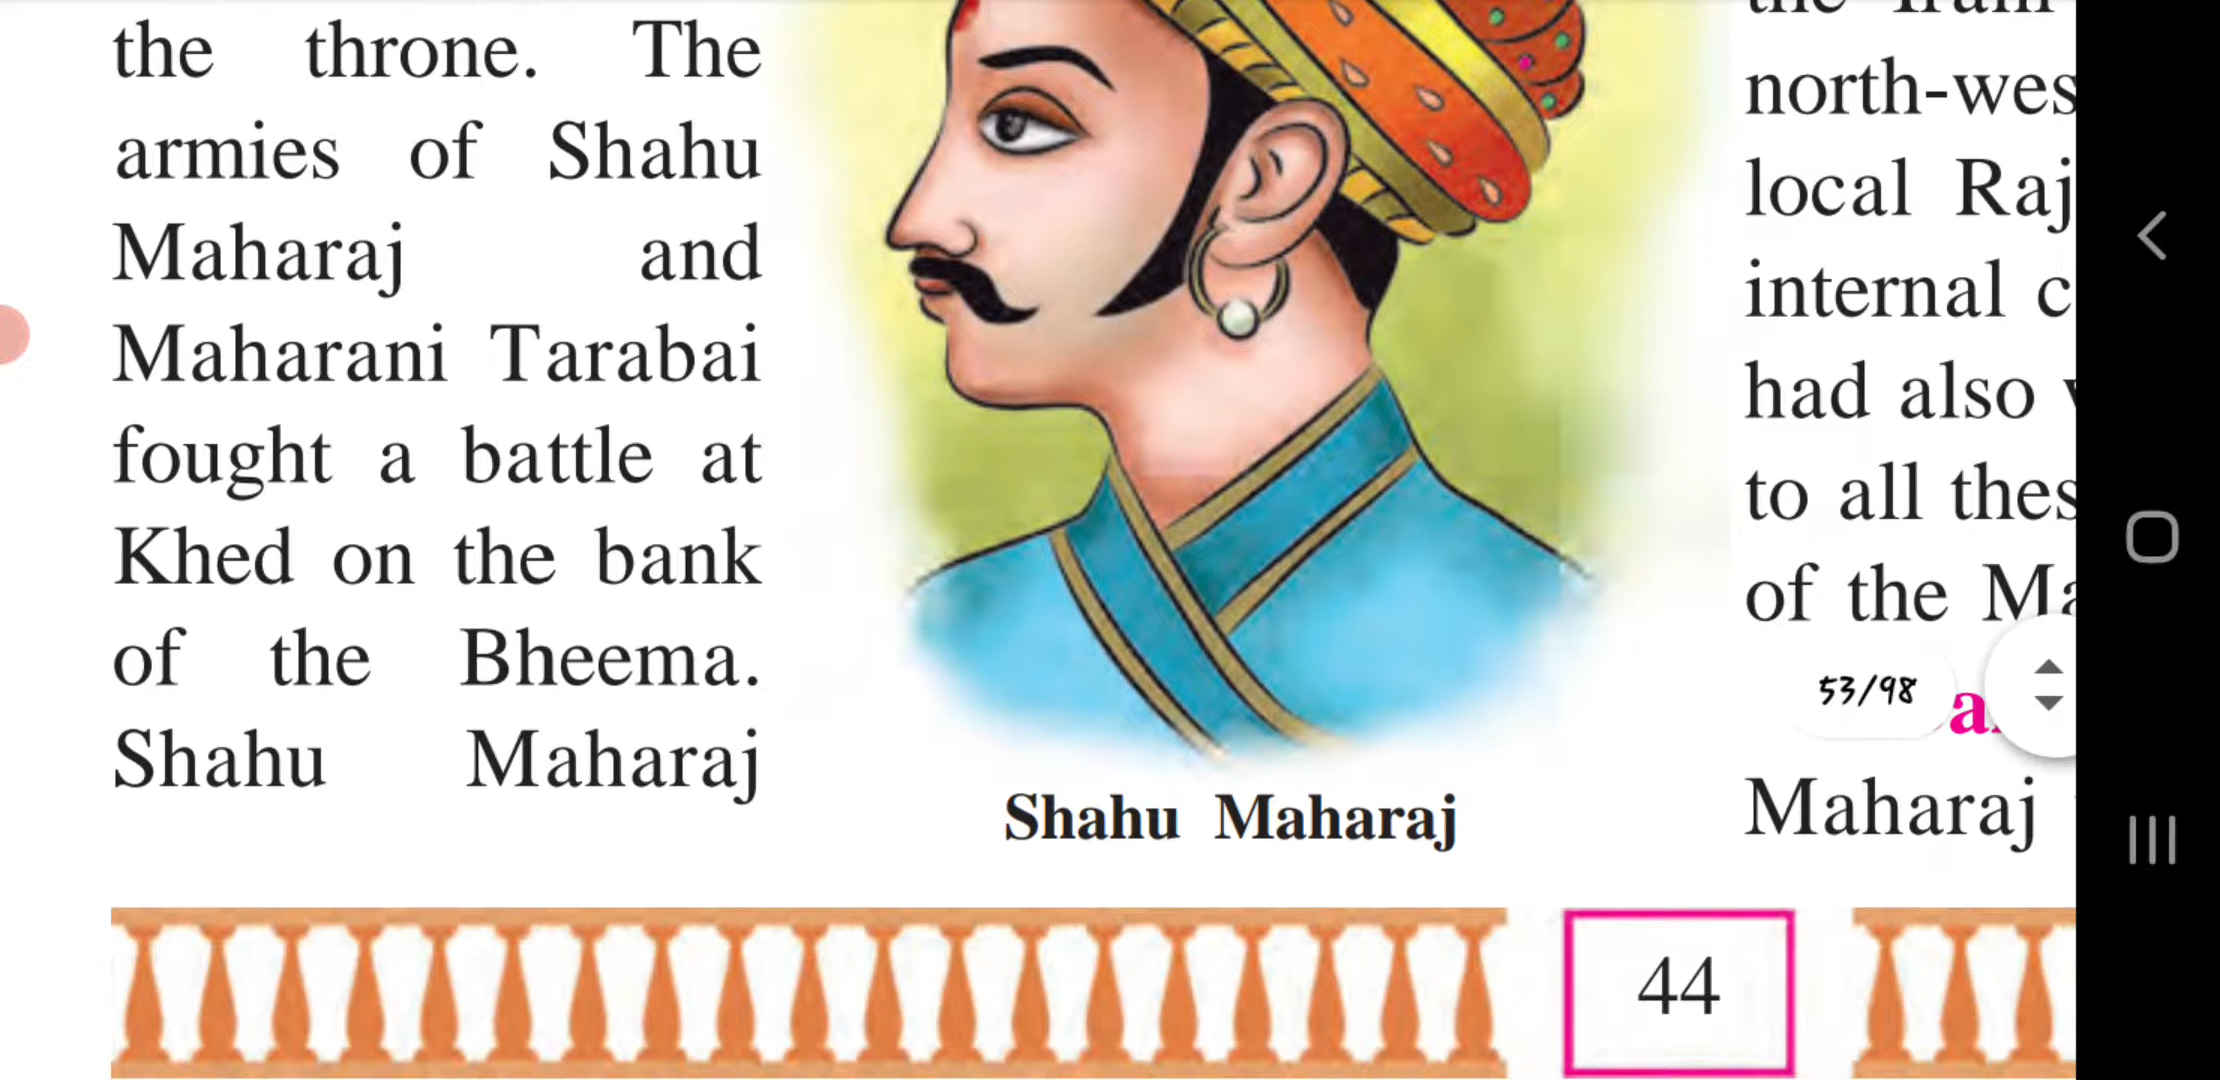 the throne. The
armies of Shahu
Maharaj and
Maharani Tarabai
fought a battle at
Khed on the bank
of the Bheema.
Shahu Maharaj
Shahu Maharaj
north-wes
local Raj
internal c
had also
to all thes
of the Ma
53/98
Maharaj
44